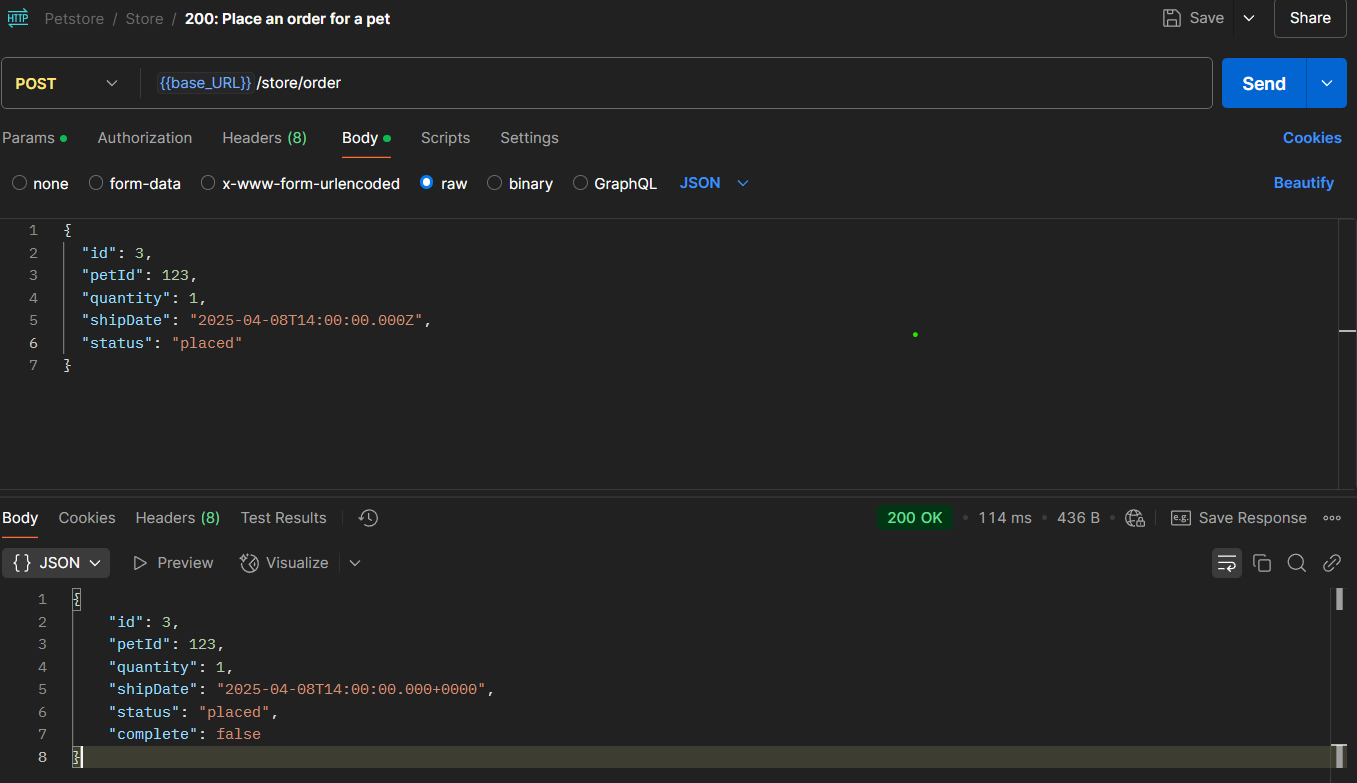 HTTP Petstore / Store / 200: Place an order for a pet Save Share
POST {{base_URL}} /store/order Send
Params Authorization Headers (8) Body Scripts Settings Cookies
none form-data x-www-form-urlencoded raw binary GraphQL JSON Beautify
1 {
2 "id": 3,
3 "petId": 123,
4 "quantity": 1,
5 "shipDate": "2025-04-08T14:00:00.000Z",
6 "status": "placed"
7 }
Body Cookies Headers (8) Test Results 200 OK • 114 ms • 436 B • e.g. Save Response
{} JSON Preview Visualize
1 {
2 "id": 3,
3 "petId": 123,
4 "quantity": 1,
5 "shipDate": "2025-04-08T14:00:00.000+0000",
6 "status": "placed",
7 "complete": false
8 }